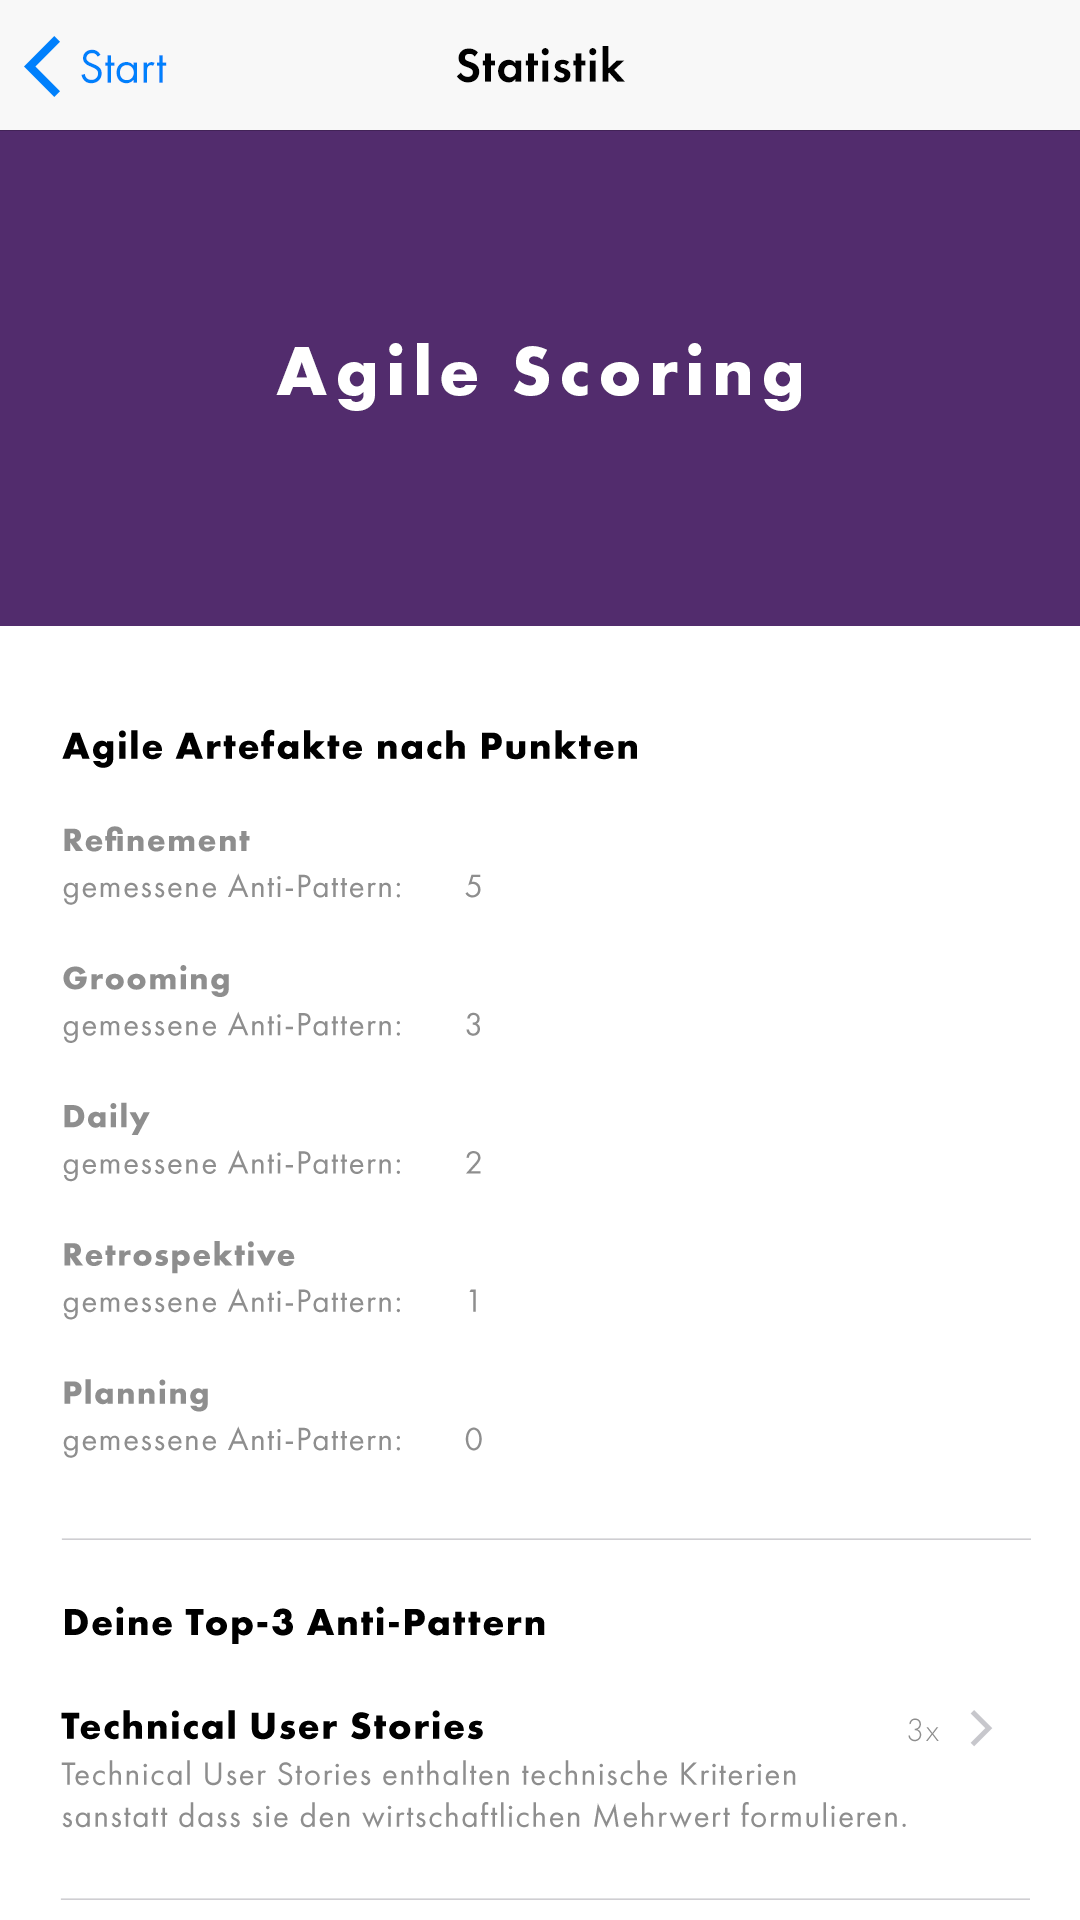 Start
Statistik
Agile Scoring
Agile Artefakte nach Punkten
Refinement
gemessene Anti-Pattern: 5
Grooming
gemessene Anti-Pattern: 3
Daily
gemessene Anti-Pattern: 2
Retrospektive
gemessene Anti-Pattern: 1
Planning
gemessene Anti-Pattern: 0
Deine Top-3 Anti-Pattern
Technical User Stories 3x
Technical User Stories enthalten technische Kriterien
sanstatt dass sie den wirtschaftlichen Mehrwert formulieren.